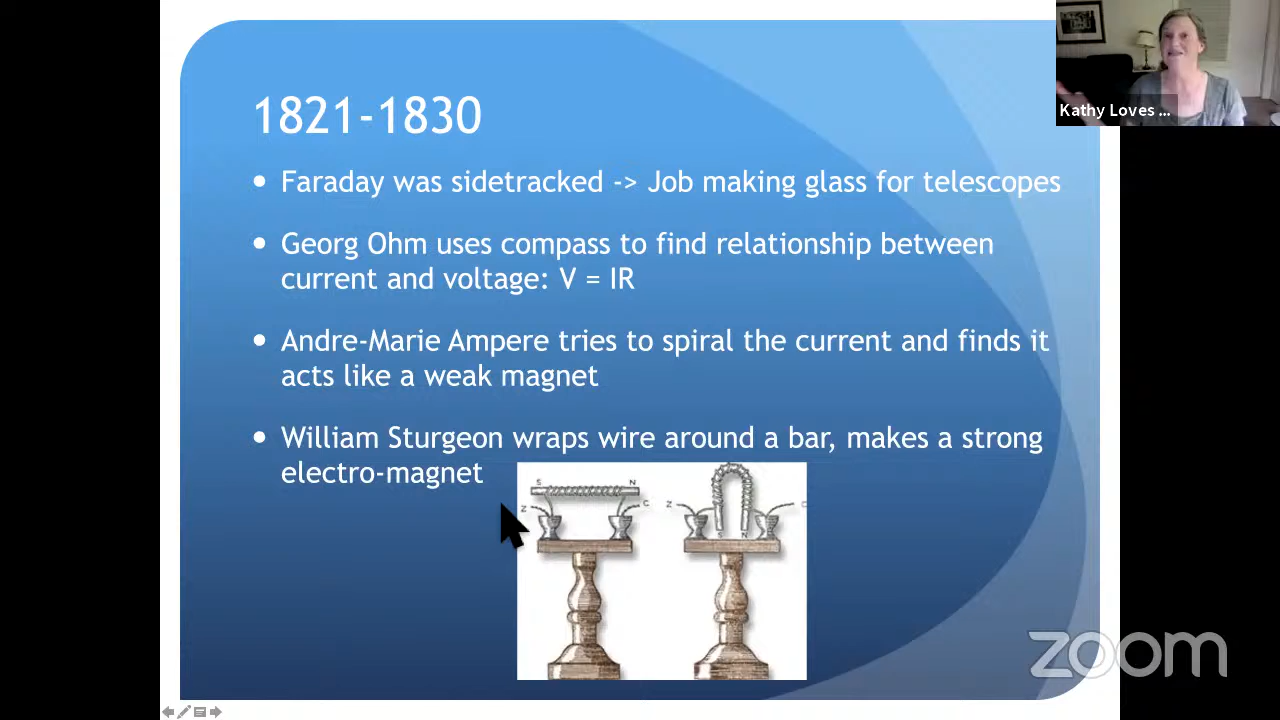 1821-1830
• Faraday was sidetracked -> Job making glass for telescopes
• Georg Ohm uses compass to find relationship between
current and voltage: V = IR
• Andre-Marie Ampere tries to spiral the current and finds it
acts like a weak magnet
• William Sturgeon wraps wire around a bar, makes a strong
electro-magnet
S N
Z C
Z C
S N
Kathy Loves ...
zoom